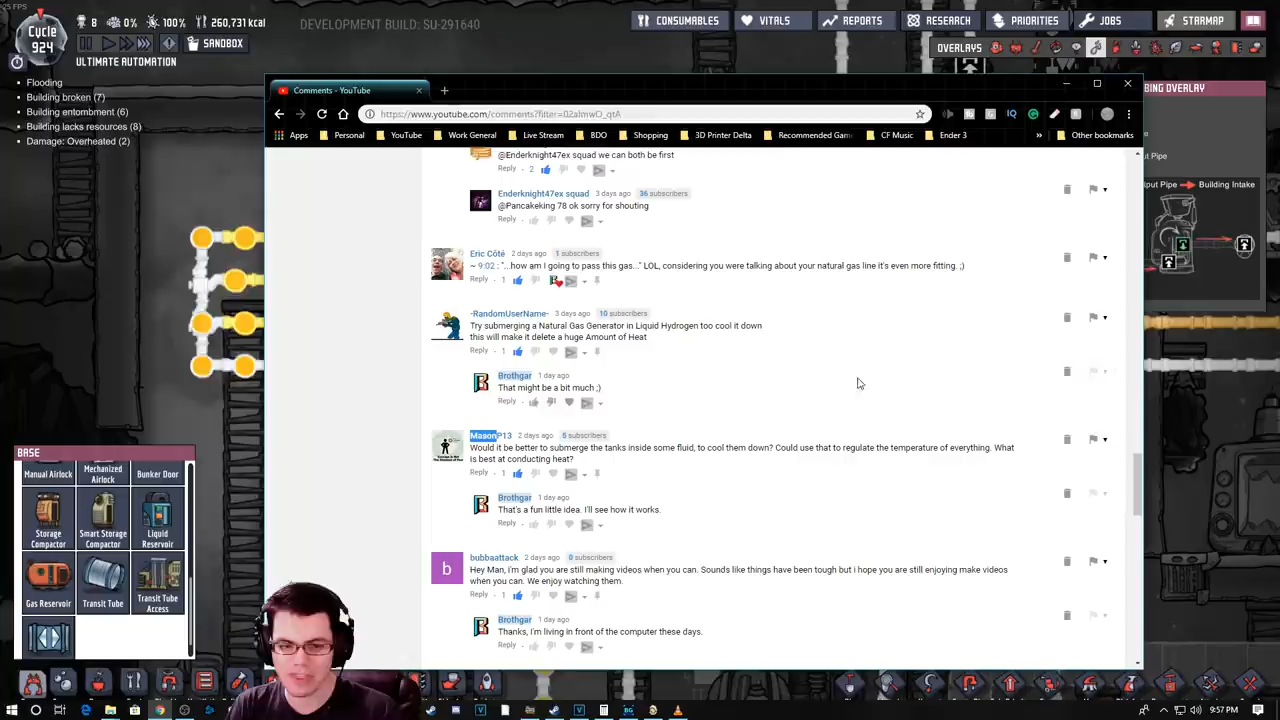 25 FPS
Cycle
924
0%
100%
260,731 kcal
DEVELOPMENT BUILD: SU-291640
CONSUMABLES
VITALS
REPORTS
RESEARCH
PRIORITIES
JOBS
STARMAP
SANDBOX
ULTIMATE AUTOMATION
OVERLAYS
Flooding
Building broken (7)
Building entombment (6)
Building lacks resources (8)
Damage: Overheated (2)
Comments - YouTube
BING OVERLAY
https://www.youtube.com/comments?filter=02aImwO_qtA
Apps
Personal
YouTube
Work General
Live Stream
BDO
Shopping
3D Printer Delta
Recommended Game
CF Music
Ender 3
»
Other bookmarks
Pipe
put Pipe
Building Intake
@Enderknight47ex squad we can both be first
Reply · 2
Enderknight47ex squad 3 days ago 36 subscribers
@Pancakeking 78 ok sorry for shouting
Reply ·
Eric Côté 2 days ago 1 subscribers
~ 9:02 : "...how am I going to pass this gas..." LOL, considering you were talking about your natural gas line it's even more fitting. ;)
Reply · 1
-RandomUserName- 3 days ago 10 subscribers
Try submerging a Natural Gas Generator in Liquid Hydrogen too cool it down
this will make it delete a huge Amount of Heat
Reply · 1
Brothgar 1 day ago
That might be a bit much ;)
Reply ·
MasonP13 2 days ago 5 subscribers
Would it be better to submerge the tanks inside some fluid, to cool them down? Could use that to regulate the temperature of everything. What
is best at conducting heat?
Reply · 1
Brothgar 1 day ago
That's a fun little idea. I'll see how it works.
Reply ·
b
bubbaattack 2 days ago 0 subscribers
Hey Man, i'm glad you are still making videos when you can. Sounds like things have been tough but i hope you are still enjoying make videos
when you can. We enjoy watching them.
Reply · 1
Brothgar 1 day ago
Thanks, I'm living in front of the computer these days.
Reply ·
BASE
Manual Airlock
Mechanized
Airlock
Bunker Door
Storage
Compactor
Smart Storage
Compactor
Liquid
Reservoir
Gas Reservoir
Transit Tube
Transit Tube
Access
9:57 PM